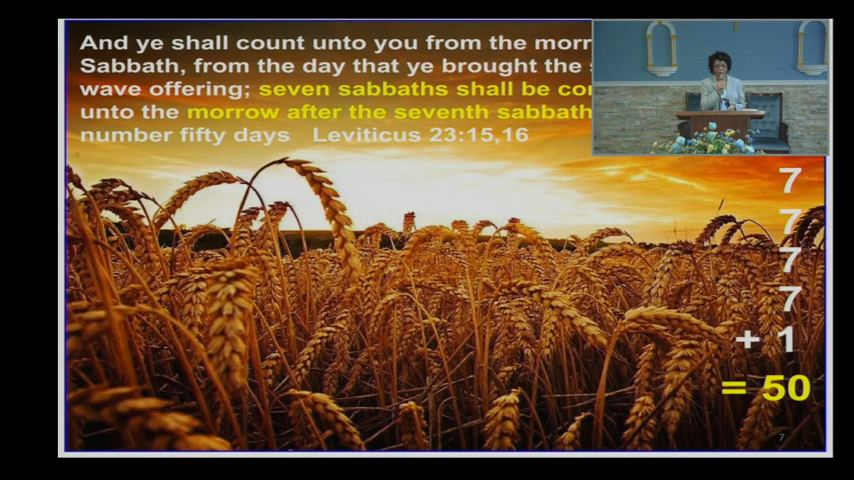 And ye shall count unto you from the morr
Sabbath, from the day that ye brought the
wave offering; seven sabbaths shall be co
unto the morrow after the seventh sabbath
number fifty days Leviticus 23:15,16
7
7
7
7
+ 1
= 50
7